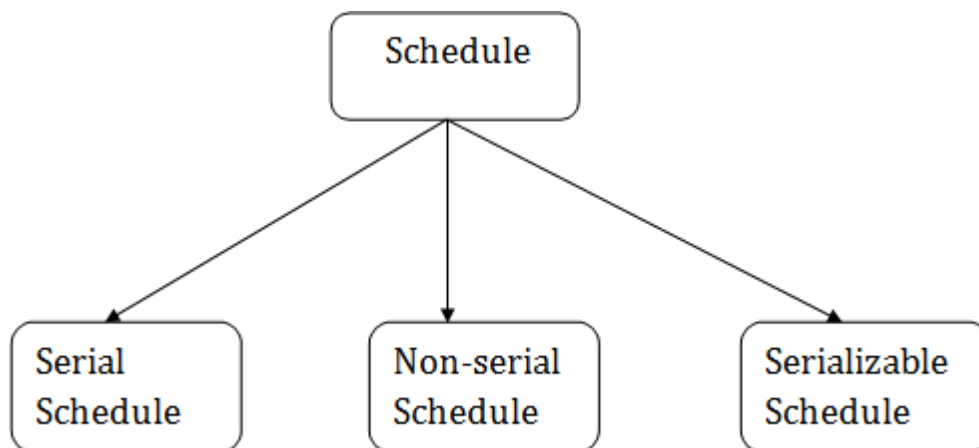 Schedule
Serial
Schedule
Non-serial
Schedule
Serializable
Schedule